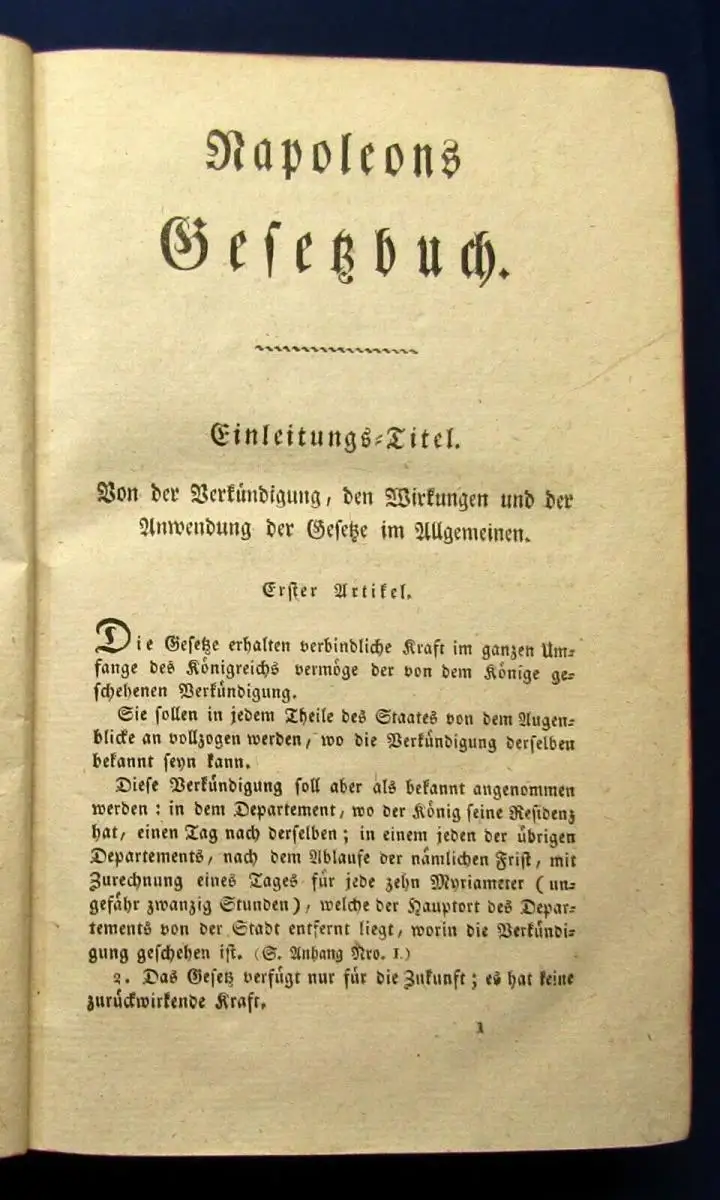 Napoleons
Gesetzbuch.
Einleitungs-Titel.
Von der Verkündigung, den Wirkungen und der
Anwendung der Gesetze im Allgemeinen.
Erster Artikel.
Die Gesetze erhalten verbindliche Kraft im ganzen Um-
fange des Königreichs vermöge der von dem Könige ge-
schehenen Verkündigung.
Sie sollen in jedem Theile des Staates von dem Augen-
blicke an vollzogen werden, wo die Verkündigung derselben
bekannt seyn kann.
Diese Verkündigung soll aber als bekannt angenommen
werden: in dem Departement, wo der König seine Residenz
hat, einen Tag nach derselben; in einem jeden der übrigen
Departements, nach dem Ablaufe der nämlichen Frist, mit
Zurechnung eines Tages für jede zehn Myriameter (un-
gefähr zwanzig Stunden), welche der Hauptort des Depar-
tements von der Stadt entfernt liegt, worin die Verkündi-
gung geschehen ist. (S. Anhang Nro. I.)
2. Das Gesetz verfügt nur für die Zukunft; es hat keine
zurückwirkende Kraft.
1